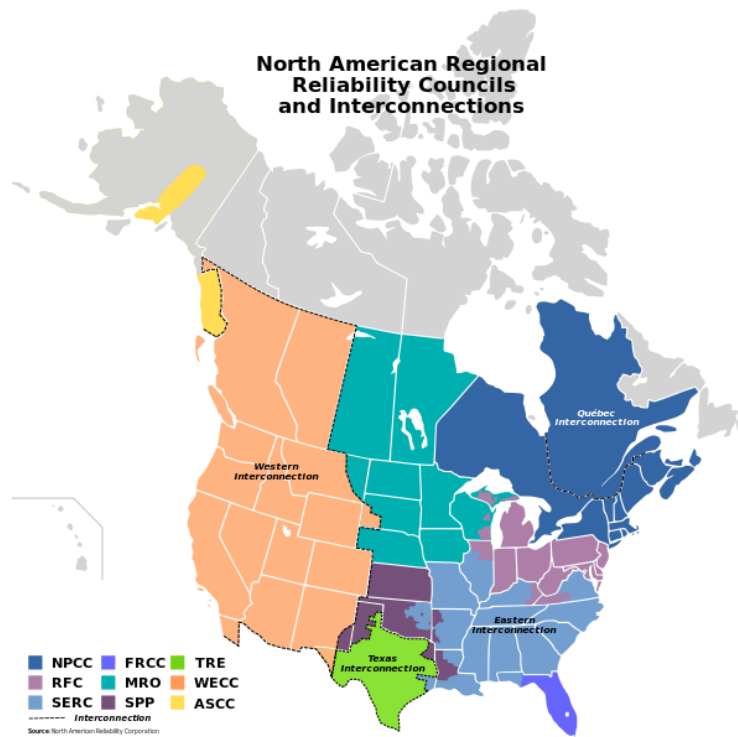 North American Regional
Reliability Councils
and Interconnections
Québec
Interconnection
Western
Interconnection
Eastern
Interconnection
Texas
Interconnection
NPCC FRCC TRE
RFC MRO WECC
SERC SPP ASCC
Interconnection
Source: North American Reliability Corporation